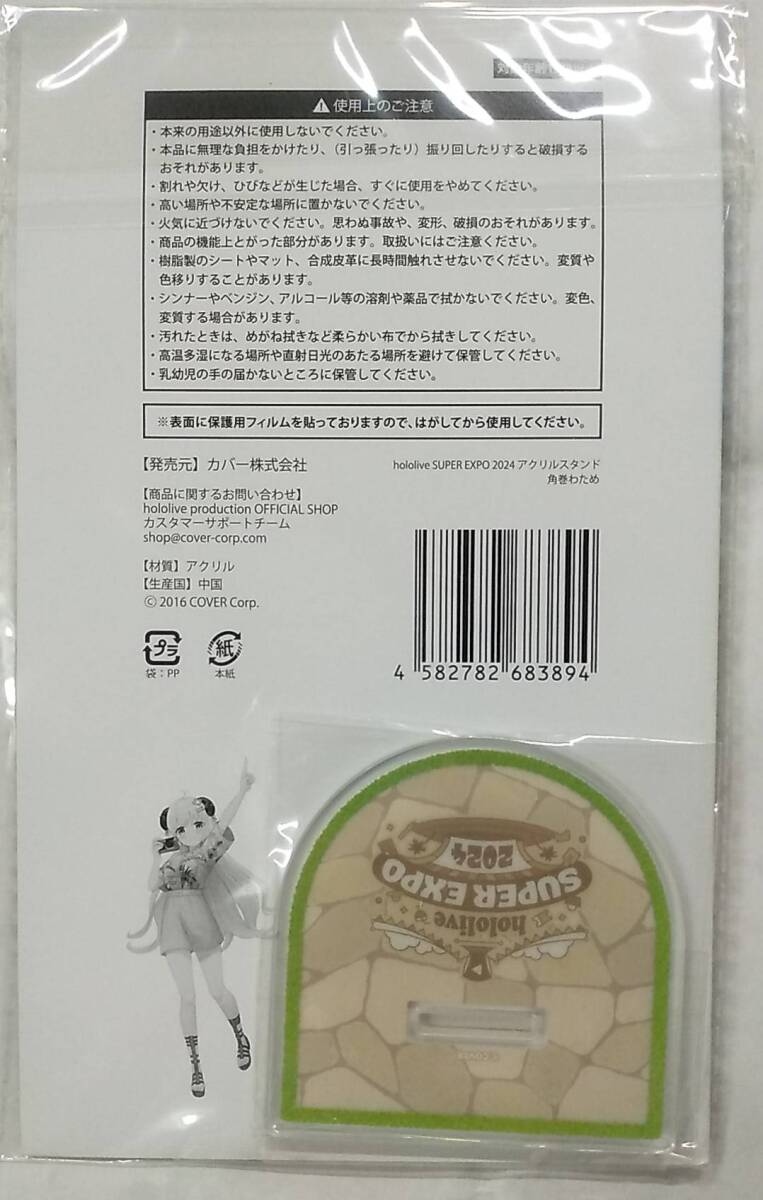 対象年齢
⚠使用上のご注意
・本来の用途以外に使用しないでください。
・本品に無理な負担をかけたり、（引っ張ったり）振り回したりすると破損する
おそれがあります。
・割れや欠け、ひびなどが生じた場合、すぐに使用をやめてください。
・高い場所や不安定な場所に置かないでください。
・火気に近づけないでください。思わぬ事故や、変形、破損のおそれがあります。
・商品の機能上とがった部分があります。取扱いにはご注意ください。
・樹脂製のシートやマット、合成皮革に長時間触れさせないでください。変質や
色移りすることがあります。
・シンナーやベンジン、アルコール等の溶剤や薬品で拭かないでください。変色、
変質する場合があります。
・汚れたときは、めがね拭きなど柔らかい布でから拭きしてください。
・高温多湿になる場所や直射日光のあたる場所を避けて保管してください。
・乳幼児の手の届かないところに保管してください。
※表面に保護用フィルムを貼っておりますので、はがしてから使用してください。
【発売元】カバー株式会社
hololive SUPER EXPO 2024 アクリルスタンド
角巻わため
【商品に関するお問い合わせ】
hololive production OFFICIAL SHOP
カスタマーサポートチーム
shop@cover-corp.com
【材質】アクリル
【生産国】中国
© 2016 COVER Corp.
プラ
袋：PP
紙
本紙
4 582782 683894
2024
SUPER EXPO
hololive